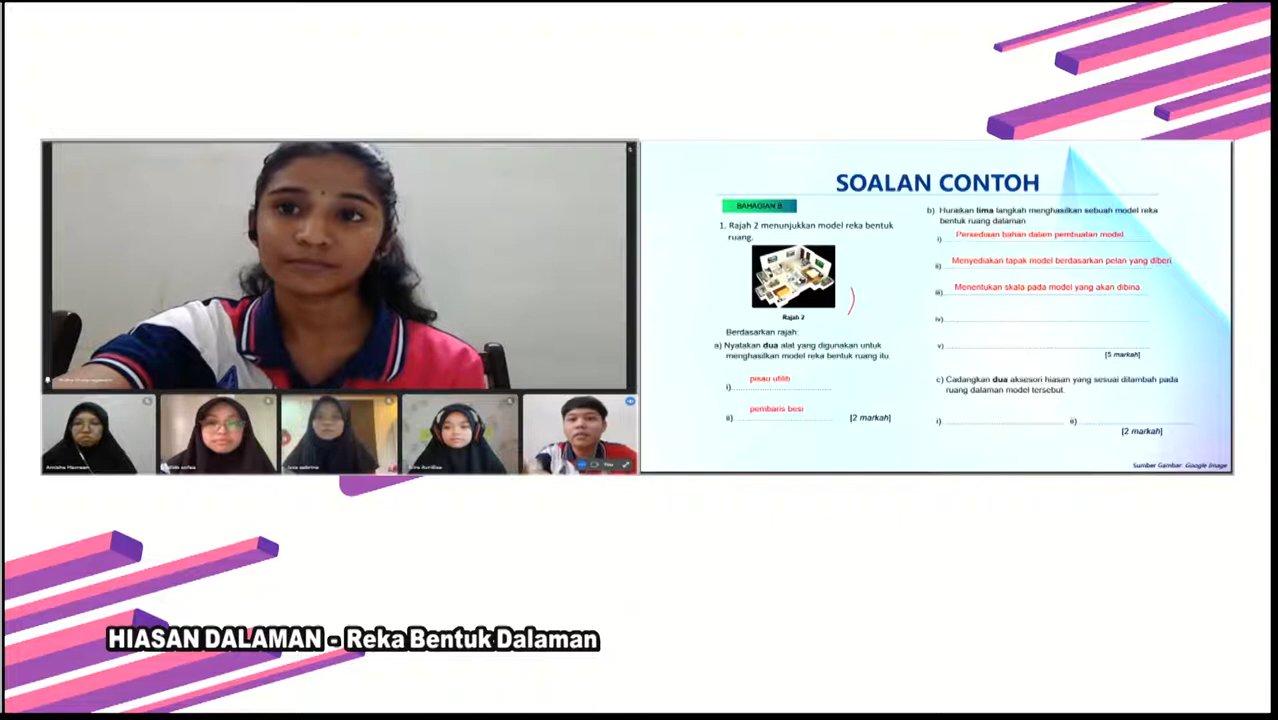 SOALAN CONTOH
BAHAGIAN B
1. Rajah 2 menunjukkan model reka bentuk
ruang.
Rajah 2
Berdasarkan rajah:
a) Nyatakan dua alat yang digunakan untuk
menghasilkan model reka bentuk ruang itu.
i)
pisau utiliti
ii)
pembaris besi
[2 markah]
b) Huraikan lima langkah menghasilkan sebuah model reka
bentuk ruang dalaman
i)
Persediaan bahan dalam pembuatan model
ii)
Menyediakan tapak model berdasarkan pelan yang diberi
iii)
Menentukan skala pada model yang akan dibina
iv)
v)
[5 markah]
c) Cadangkan dua aksesori hiasan yang sesuai ditambah pada
ruang dalaman model tersebut.
i) ii)
[2 markah]
Sumber Gambar: Google Image
HIASAN DALAMAN - Reka Bentuk Dalaman